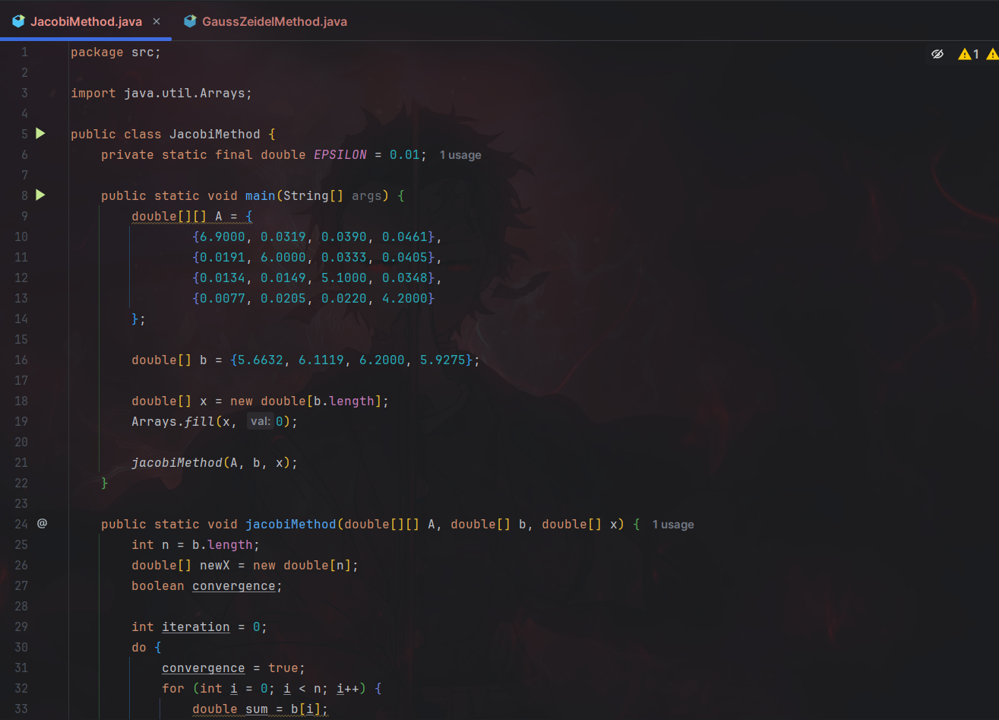 JacobiMethod.java × GaussZeidelMethod.java
1 package src; 1
2
3 import java.util.Arrays;
4
5 public class JacobiMethod {
6 private static final double EPSILON = 0.01; 1 usage
7
8 public static void main(String[] args) {
9 double[][] A = {
10 {6.9000, 0.0319, 0.0390, 0.0461},
11 {0.0191, 6.0000, 0.0333, 0.0405},
12 {0.0134, 0.0149, 5.1000, 0.0348},
13 {0.0077, 0.0205, 0.0220, 4.2000}
14 };
15
16 double[] b = {5.6632, 6.1119, 6.2000, 5.9275};
17
18 double[] x = new double[b.length];
19 Arrays.fill(x, val: 0);
20
21 jacobiMethod(A, b, x);
22 }
23
24 @ public static void jacobiMethod(double[][] A, double[] b, double[] x) { 1 usage
25 int n = b.length;
26 double[] newX = new double[n];
27 boolean convergence;
28
29 int iteration = 0;
30 do {
31 convergence = true;
32 for (int i = 0; i < n; i++) {
33 double sum = b[i];